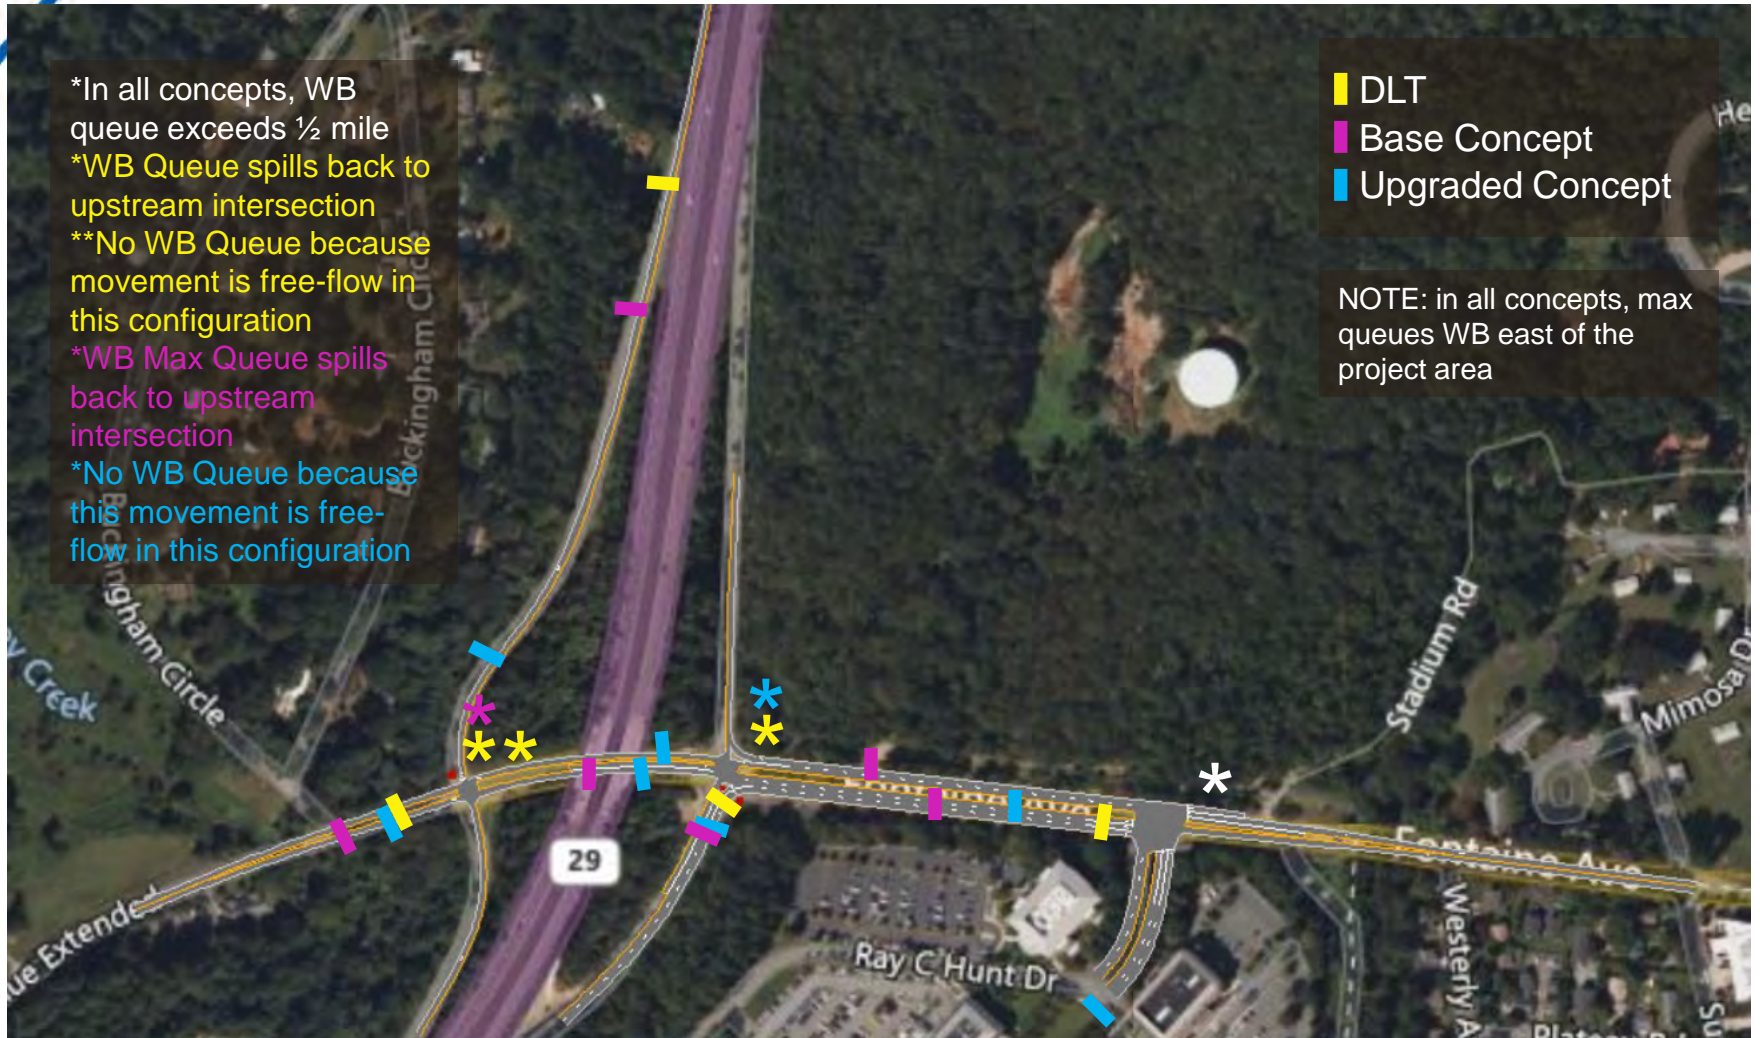 *In all concepts, WB
queue exceeds ½ mile
*WB Queue spills back to
upstream intersection
**No WB Queue because
movement is free-flow in
this configuration
*WB Max Queue spills
back to upstream
intersection
*No WB Queue because
this movement is free-
flow in this configuration
DLT
Base Concept
Upgraded Concept
NOTE: in all concepts, max
queues WB east of the
project area
Buckingham Circle
Buckingham Circle
Creek
ue Extended
29
*
* *
*
*
*
Ray C Hunt Dr
Stadium Rd
Mimosa Dr
Fontaine Ave
Westerly A